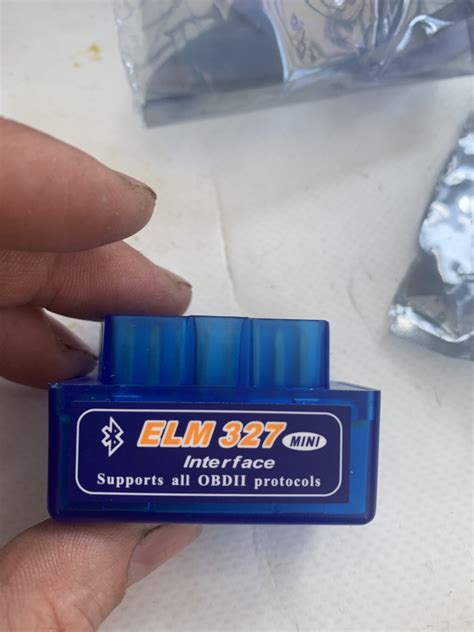 ELM 327 MINI
Interface
Supports all OBDII protocols